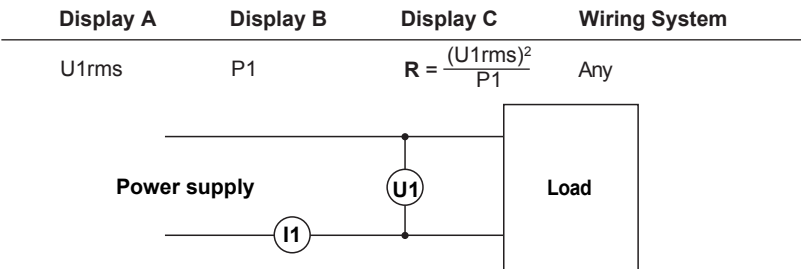 Display A Display B Display C Wiring System
U1rms P1 R = (U1rms)²/P1 Any
Power supply U1 Load
I1